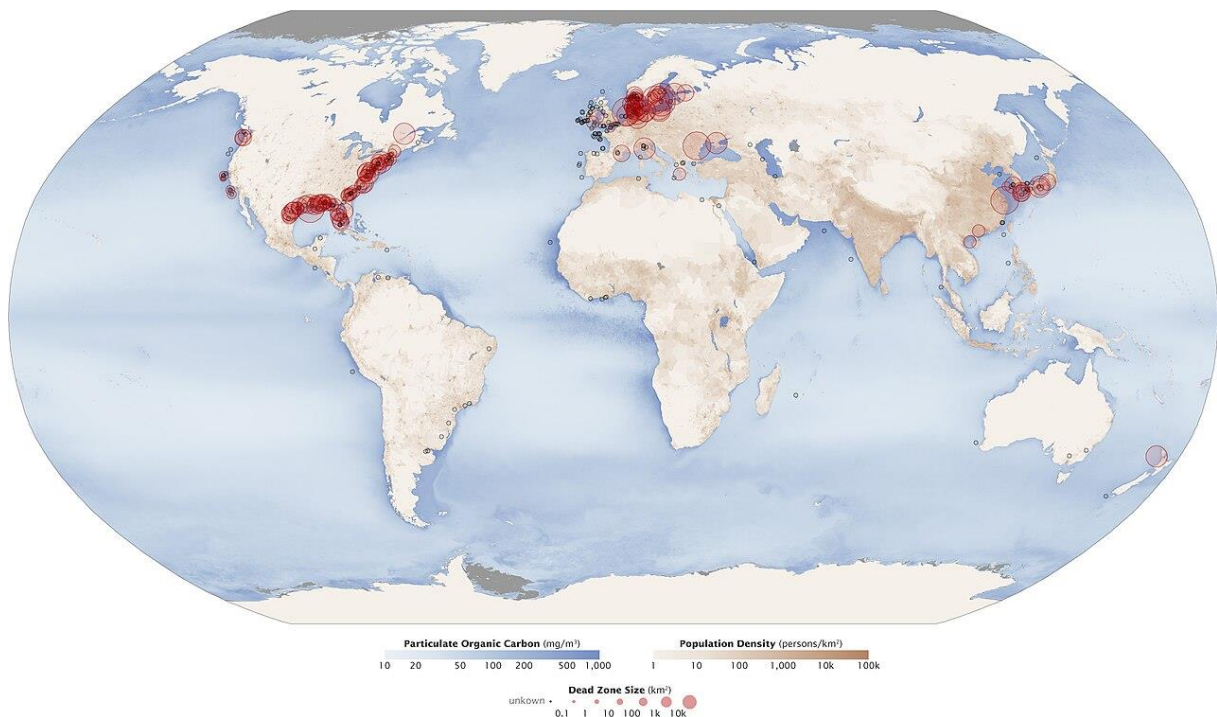 Particulate Organic Carbon (mg/m³)
10 20 50 100 200 500 1,000
Population Density (persons/km²)
1 10 100 1,000 10k 100k
Dead Zone Size (km²)
unkown
0.1 1 10 100 1k 10k